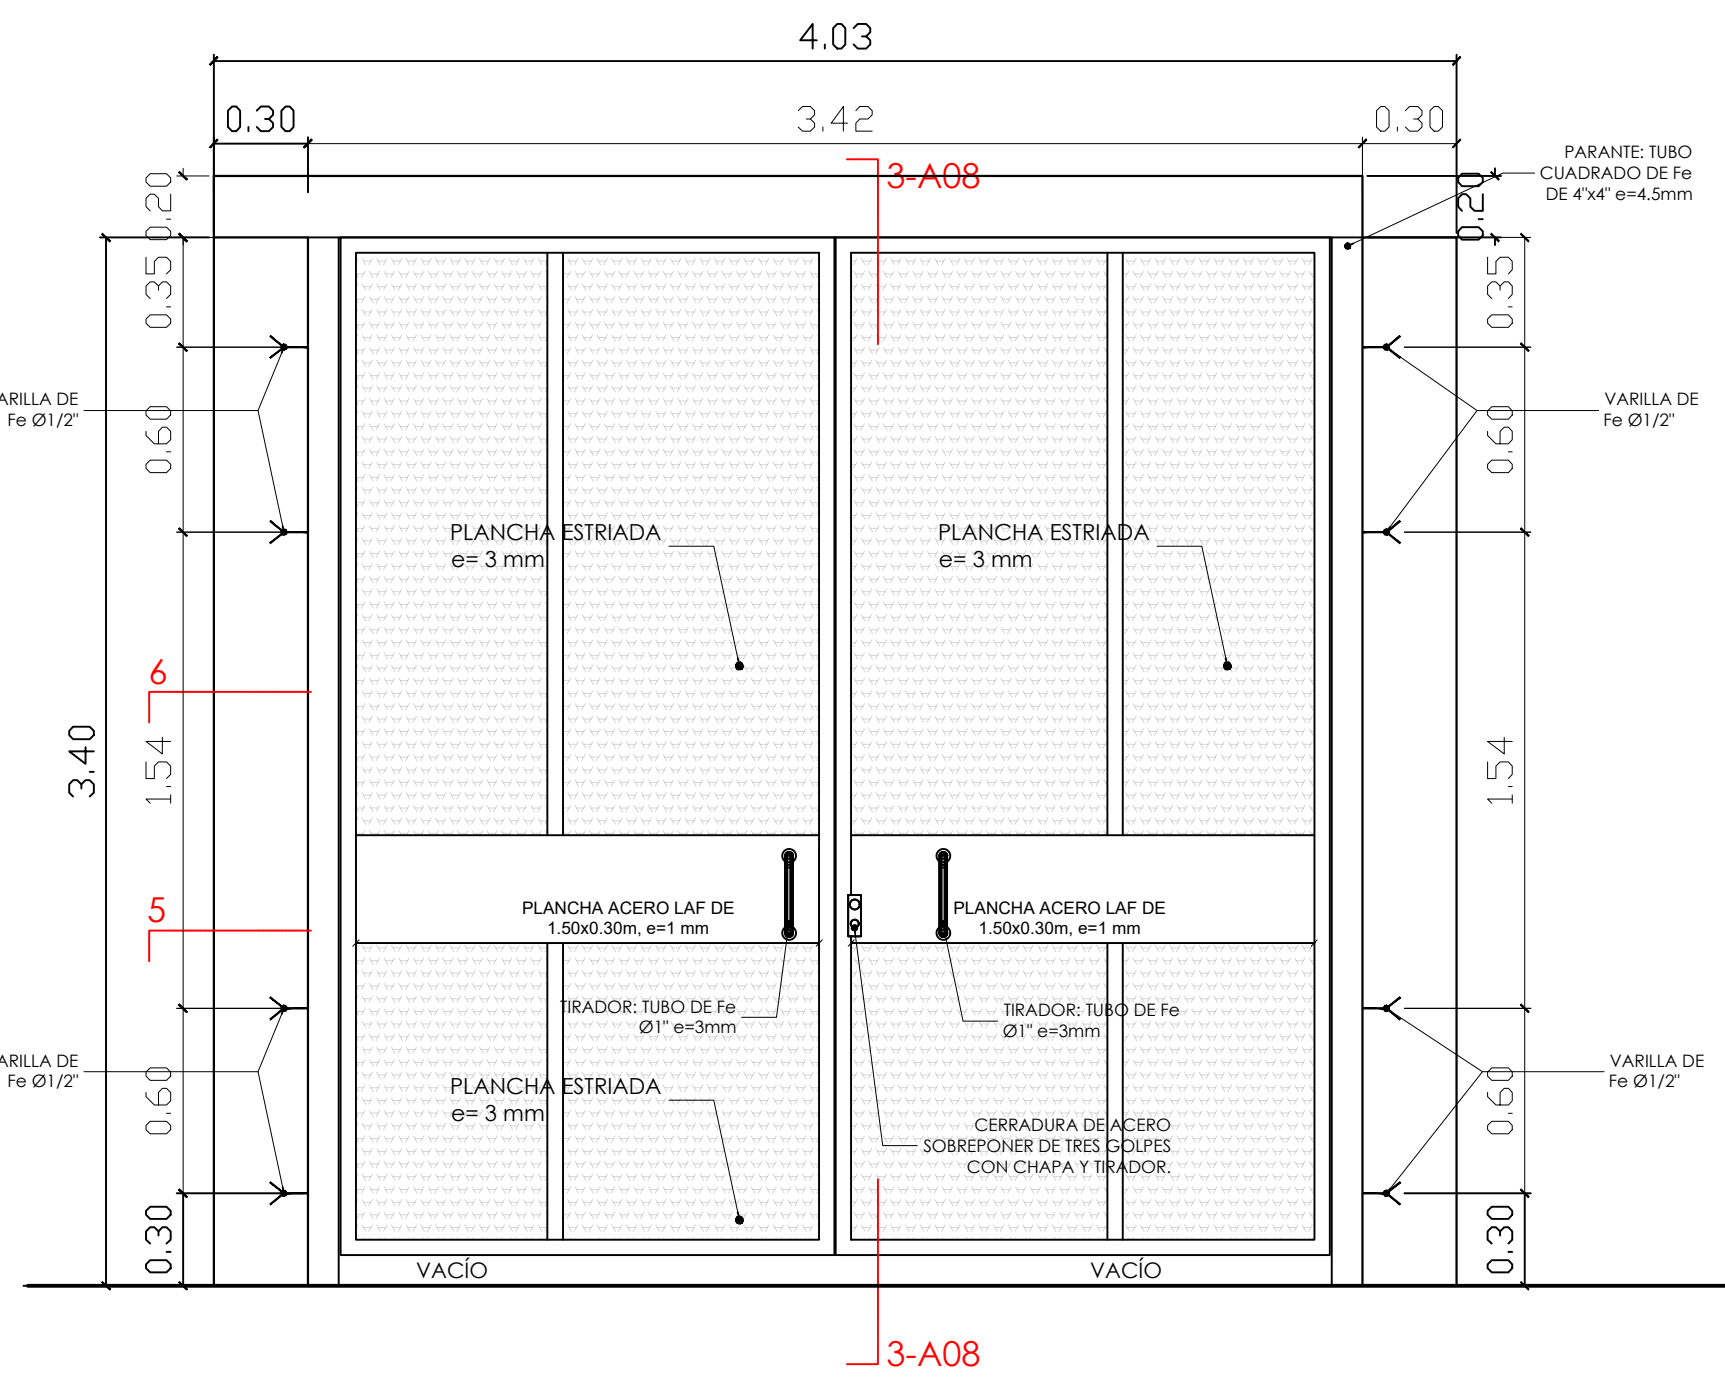 4.03
0.30
3.42
0.30
3-A08
PARANTE: TUBO
CUADRADO DE Fe
DE 4"x4" e=4.5mm
0.20
0.20
0.35
0.35
ARILLA DE
Fe Ø1/2"
0.60
0.60
VARILLA DE
Fe Ø1/2"
PLANCHA ESTRIADA
e= 3 mm
PLANCHA ESTRIADA
e= 3 mm
6
3.40
1.54
1.54
5
PLANCHA ACERO LAF DE
1.50x0.30m, e=1 mm
PLANCHA ACERO LAF DE
1.50x0.30m, e=1 mm
TIRADOR: TUBO DE Fe
Ø1" e=3mm
TIRADOR: TUBO DE Fe
Ø1" e=3mm
ARILLA DE
Fe Ø1/2"
0.60
0.60
VARILLA DE
Fe Ø1/2"
PLANCHA ESTRIADA
e= 3 mm
CERRADURA DE ACERO
SOBREPONER DE TRES GOLPES
CON CHAPA Y TIRADOR.
0.30
0.30
VACÍO
VACÍO
3-A08